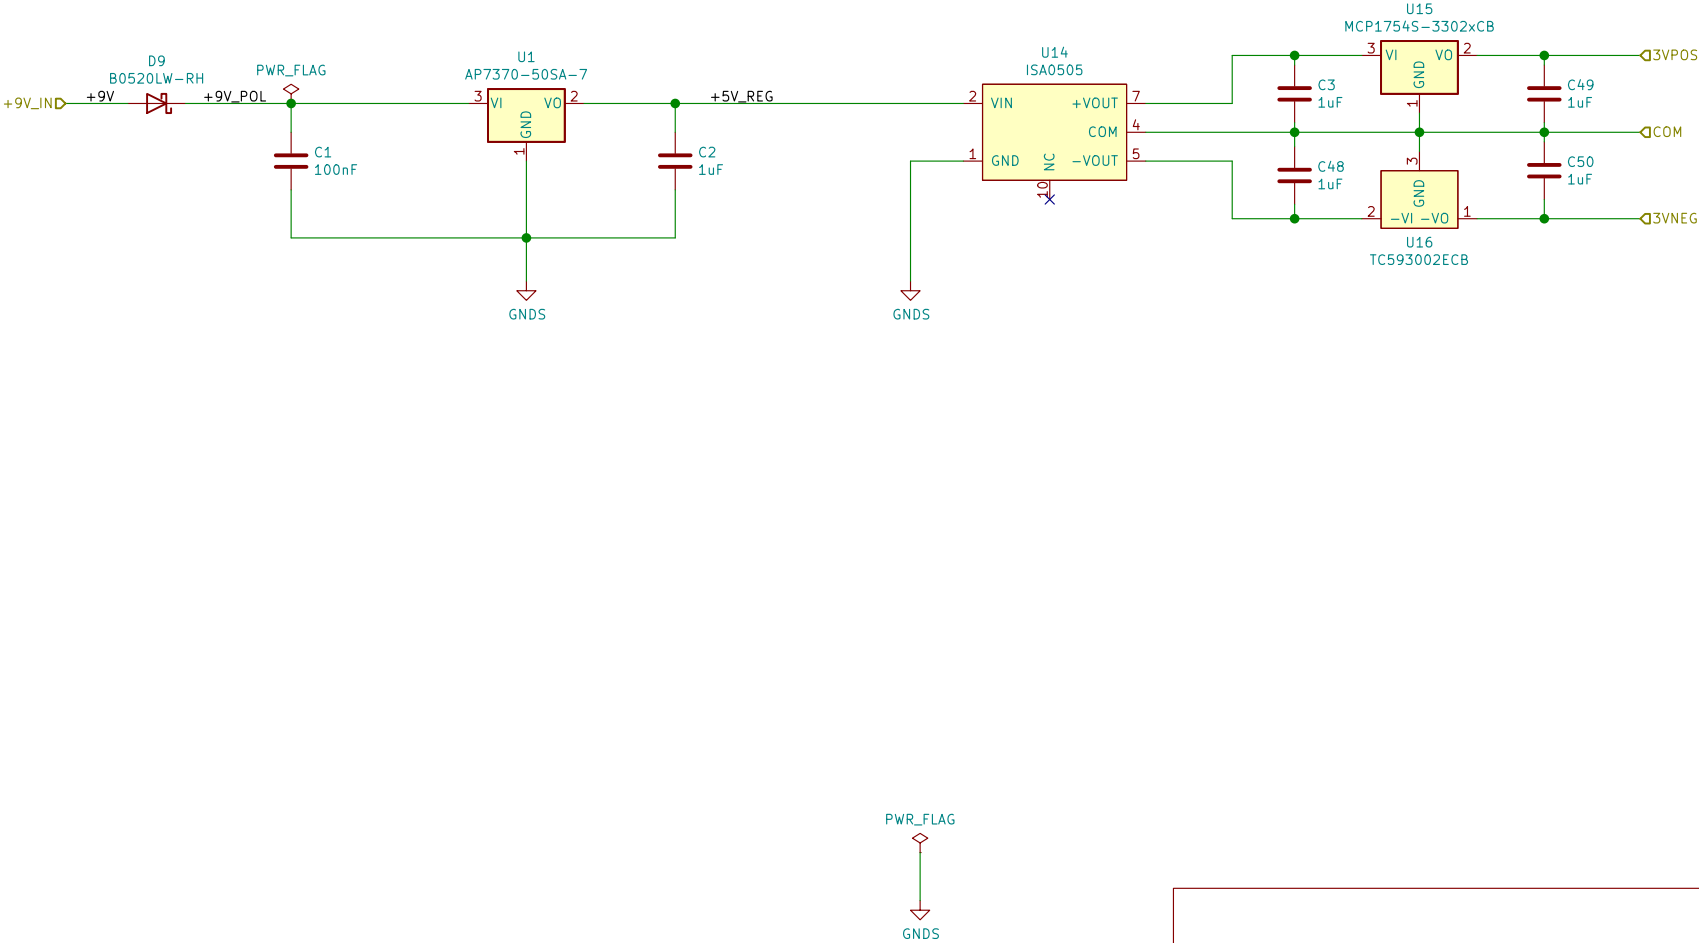 +9V_IN
+9V
D9
B0520LW-RH
+9V_POL
PWR_FLAG
C1
100nF
U1
AP7370-50SA-7
3
VI
VO
2
GND
1
C2
1uF
+5V_REG
GNDS
U14
ISA0505
2
VIN
+VOUT
7
COM
4
1
GND
NC
-VOUT
5
10
GNDS
C3
1uF
C48
1uF
U15
MCP1754S-3302xCB
3
VI
VO
2
GND
1
3
GND
2
-VI
-VO
1
U16
TC593002ECB
C49
1uF
C50
1uF
3VPOS
COM
3VNEG
PWR_FLAG
GNDS